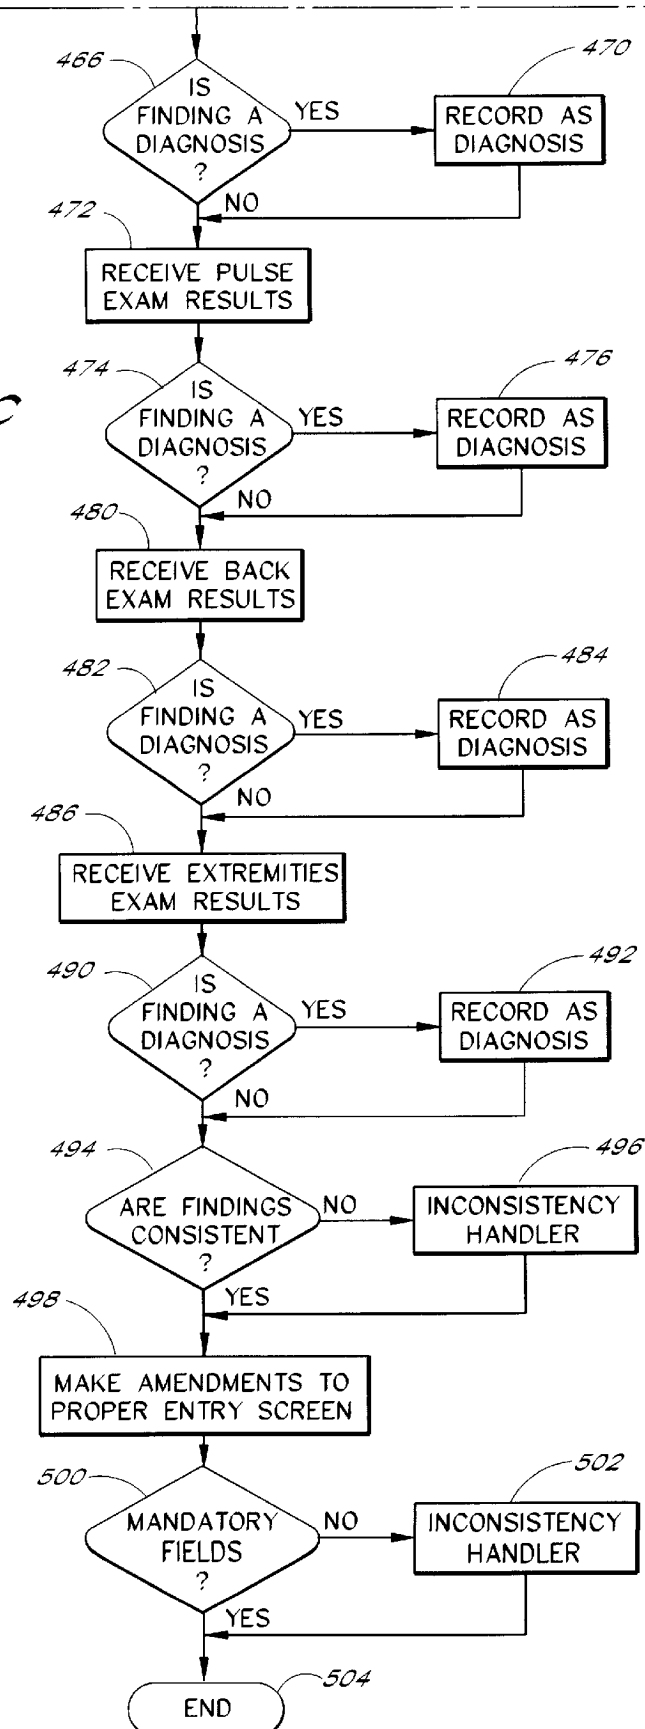 466
470
IS
FINDING A
DIAGNOSIS
?
YES
RECORD AS
DIAGNOSIS
NO
472
RECEIVE PULSE
EXAM RESULTS
474
476
IS
FINDING A
DIAGNOSIS
?
YES
RECORD AS
DIAGNOSIS
NO
480
RECEIVE BACK
EXAM RESULTS
482
484
IS
FINDING A
DIAGNOSIS
?
YES
RECORD AS
DIAGNOSIS
NO
486
RECEIVE EXTREMITIES
EXAM RESULTS
490
492
IS
FINDING A
DIAGNOSIS
?
YES
RECORD AS
DIAGNOSIS
NO
494
496
ARE FINDINGS
CONSISTENT
?
NO
INCONSISTENCY
HANDLER
YES
498
MAKE AMENDMENTS TO
PROPER ENTRY SCREEN
500
502
MANDATORY
FIELDS
?
NO
INCONSISTENCY
HANDLER
YES
504
END